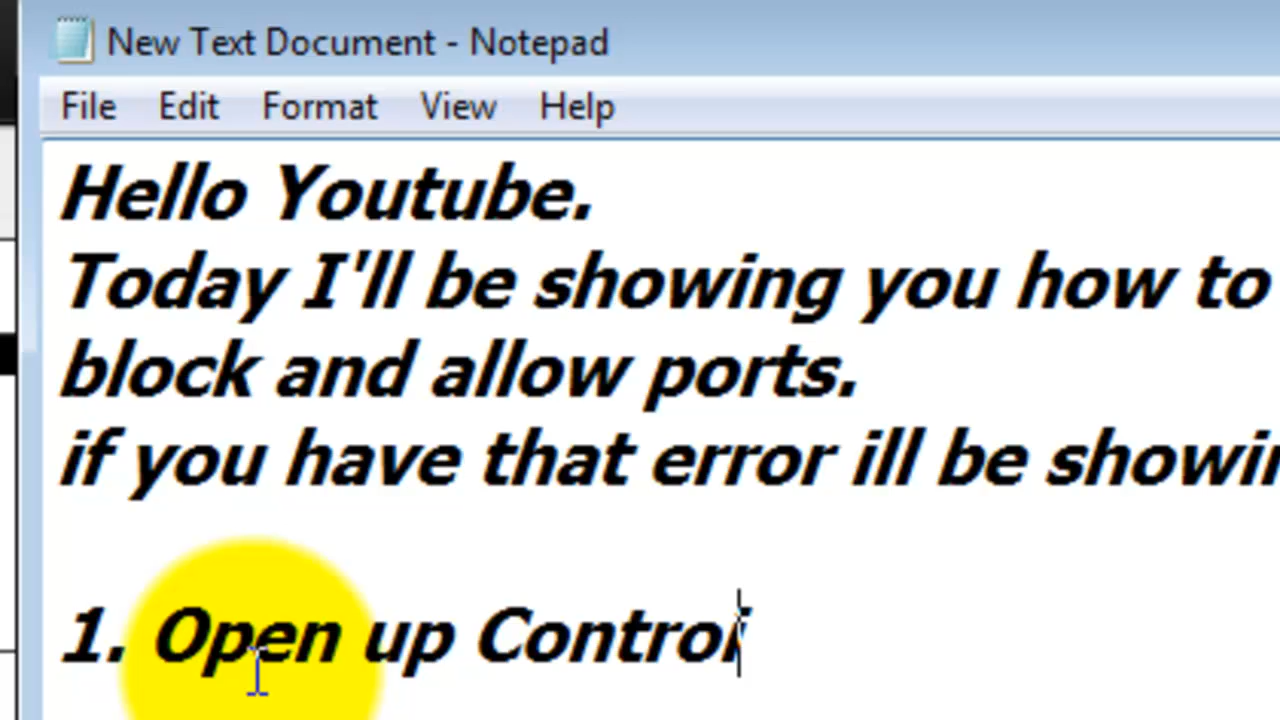 New Text Document - Notepad
File Edit Format View Help
Hello Youtube.
Today I'll be showing you how to
block and allow ports.
if you have that error ill be showin
1. Open up Control